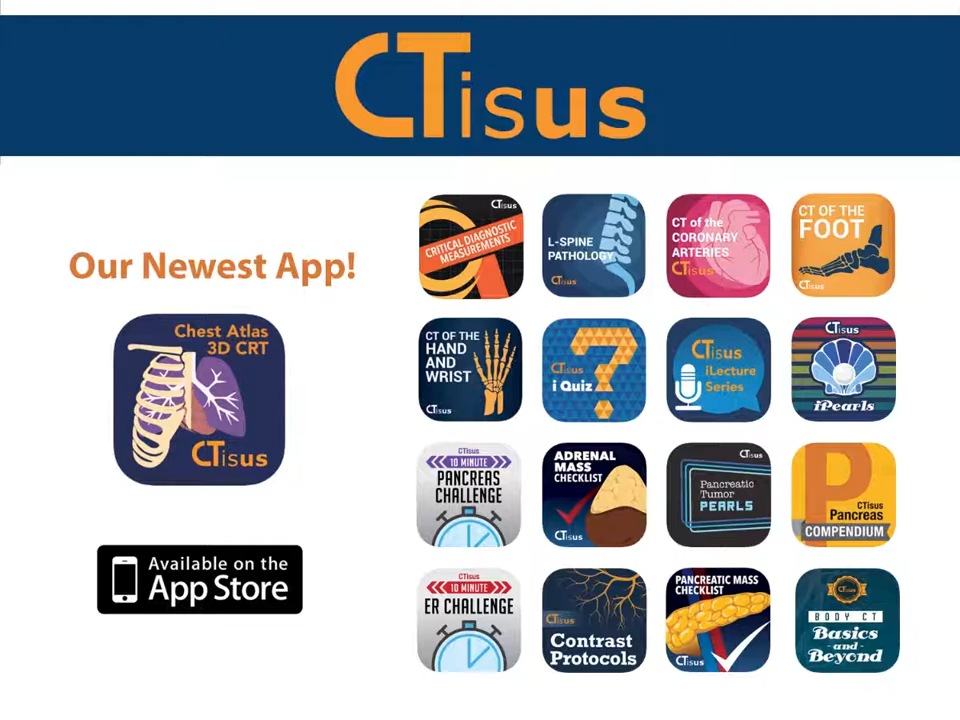 CTisus
Our Newest App!
Chest Atlas
3D CRT
CTisus
Available on the
App Store
CTisus
CRITICAL DIAGNOSTIC
MEASUREMENTS
L-SPINE
PATHOLOGY
CTisus
CT of the
CORONARY
ARTERIES
CTisus
CT OF THE
FOOT
CTisus
CT OF THE
HAND
AND
WRIST
CTisus
?
CTisus
i Quiz
CTisus
iLecture
Series
CTisus
iPearls
CTisus
10 MINUTE
PANCREAS
CHALLENGE
ADRENAL
MASS
CHECKLIST
CTisus
CTisus
Pancreatic
Tumor
PEARLS
P
CTisus
Pancreas
COMPENDIUM
CTisus
10 MINUTE
ER CHALLENGE
CTisus
Contrast
Protocols
PANCREATIC MASS
CHECKLIST
CTisus
CTisus
BODY CT
Basics
-and-
Beyond